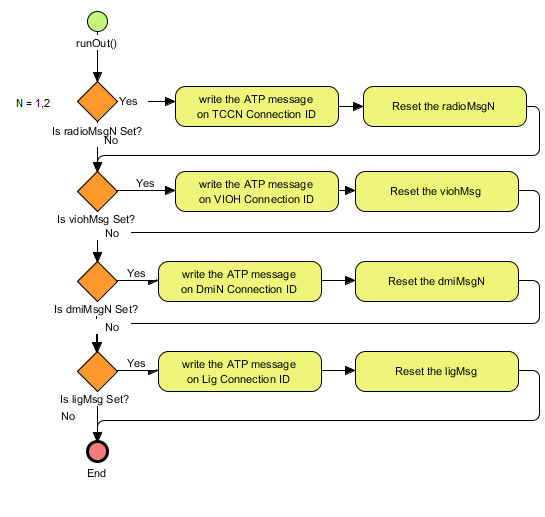 runOut()
N = 1,2
Yes
write the ATP message
on TCCN Connection ID
Reset the radioMsgN
Is radioMsgN Set?
No
Yes
write the ATP message
on VIOH Connection ID
Reset the viohMsg
Is viohMsg Set?
No
Yes
write the ATP message
on DmiN Connection ID
Reset the dmiMsgN
Is dmiMsgN Set?
No
Yes
write the ATP message
on Lig Connection ID
Reset the ligMsg
Is ligMsg Set?
No
End